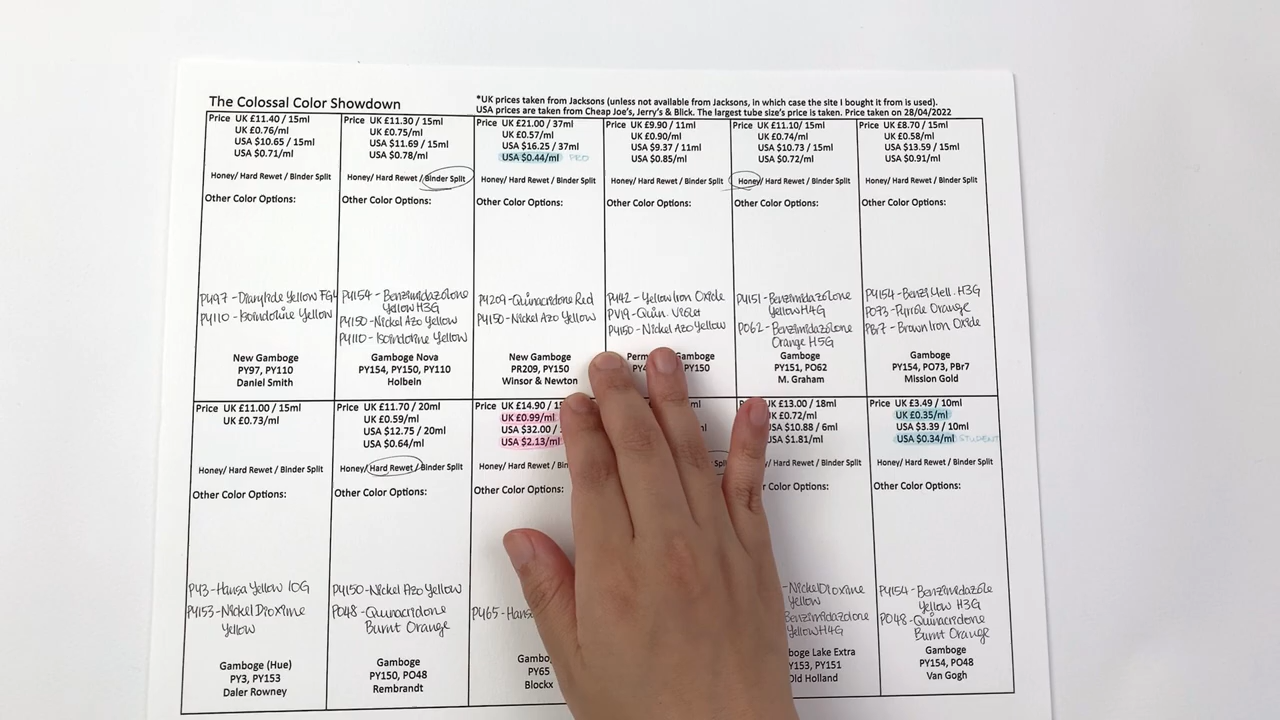 The Colossal Color Showdown
*UK prices taken from Jacksons (unless not available from Jacksons, in which case the site I bought it from is used).
USA prices are taken from Cheap Joe's, Jerry's & Blick. The largest tube size's price is taken. Price taken on 28/04/2022
Price UK £11.40 / 15ml
UK £0.76/ml
USA $10.65 / 15ml
USA $0.71/ml
Honey/ Hard Rewet / Binder Split
Other Color Options:
PY97 - Diarylide Yellow FGL
PY110 - Isoindoline Yellow
New Gamboge
PY97, PY110
Daniel Smith
Price UK £11.30 / 15ml
UK £0.75/ml
USA $11.69 / 15ml
USA $0.78/ml
Honey/ Hard Rewet / Binder Split
Other Color Options:
PY154 - Benzimidazolone
Yellow H3G
PY150 - Nickel Azo Yellow
PY110 - Isoindoline Yellow
Gamboge Nova
PY154, PY150, PY110
Holbein
Price UK £21.00 / 37ml
UK £0.57/ml
USA $16.25 / 37ml
USA $0.44/ml PRO
Honey/ Hard Rewet / Binder Split
Other Color Options:
PY209 - Quinacridone Red
PY150 - Nickel Azo Yellow
New Gamboge
PR209, PY150
Winsor & Newton
Price UK £9.90 / 11ml
UK £0.90/ml
USA $9.37 / 11ml
USA $0.85/ml
Honey/ Hard Rewet / Binder Split
Other Color Options:
PY42 - Yellow Iron Oxide
PV19 - Quin. Violet
PY150 - Nickel Azo Yellow
Gamboge
PY150
Price UK £11.10/ 15ml
UK £0.74/ml
USA $10.73 / 15ml
USA $0.72/ml
Honey/ Hard Rewet / Binder Split
Other Color Options:
PY151 - Benzimidazolone
Yellow H4G
PO62 - Benzimidazolone
Orange H5G
Gamboge
PY151, PO62
M. Graham
Price UK £8.70 / 15ml
UK £0.58/ml
USA $13.59 / 15ml
USA $0.91/ml
Honey/ Hard Rewet / Binder Split
Other Color Options:
PY154 - Benzi Yell. H3G
PO73 - Pyrrole Orange
PBr7 - Brown Iron Oxide
Gamboge
PY154, PO73, PBr7
Mission Gold
Price UK £11.00 / 15ml
UK £0.73/ml
Honey/ Hard Rewet / Binder Split
Other Color Options:
PY3 - Hansa Yellow 10G
PY153 - Nickel Dioxime
Yellow
Gamboge (Hue)
PY3, PY153
Daler Rowney
Price UK £11.70 / 20ml
UK £0.59/ml
USA $12.75 / 20ml
USA $0.64/ml
Honey/ Hard Rewet / Binder Split
Other Color Options:
PY150 - Nickel Azo Yellow
PO48 - Quinacridone
Burnt Orange
Gamboge
PY150, PO48
Rembrandt
Price UK £14.90 /
UK £0.99/ml
USA $32.00 /
USA $2.13/ml
Honey/ Hard Rewet /
Other Color Options:
PY65
PY65
Blockx
UK £13.00 / 18ml
UK £0.72/ml
USA $10.88 / 6ml
USA $1.81/ml
Hard Rewet / Binder Split
Color Options:
Nickel Dioxime
Yellow
Benzimidazolone
Yellow H4G
Lake Extra
PY151
Holland
Price UK £3.49 / 10ml
UK £0.35/ml
USA $3.39 / 10ml
USA $0.34/ml STUDENT
Honey/ Hard Rewet / Binder Split
Other Color Options:
PY154 - Benzimidazole
Yellow H3G
PO48 - Quinacridone
Burnt Orange
Gamboge
PY154, PO48
Van Gogh